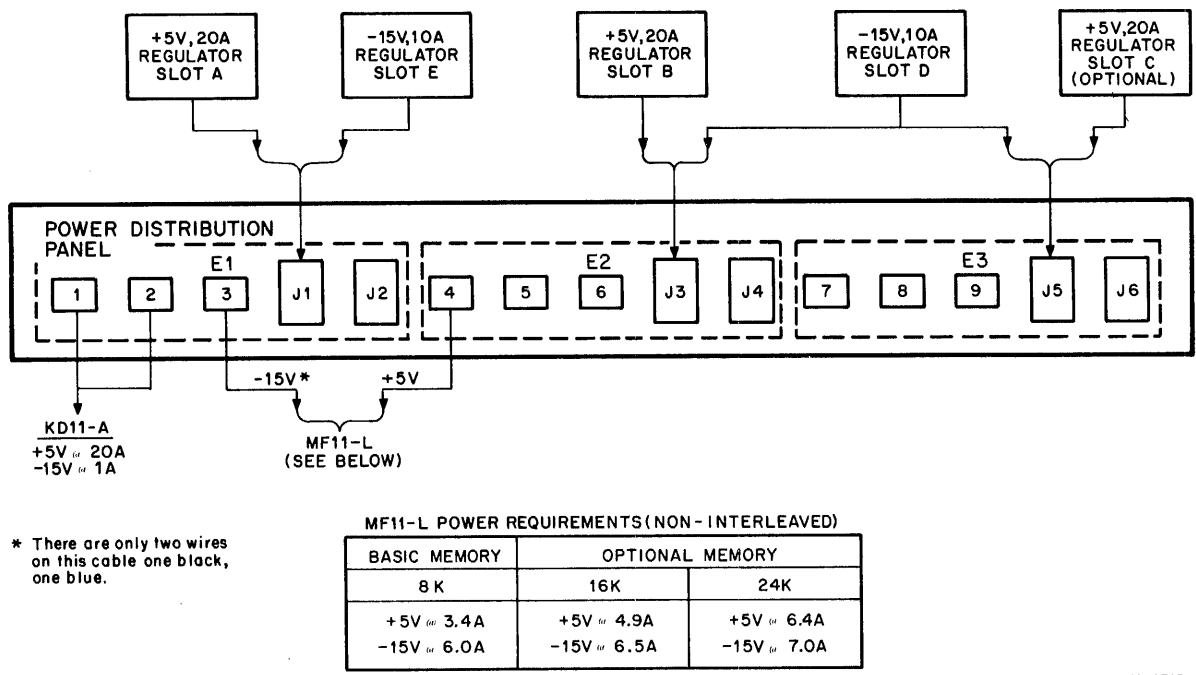 +5V,20A
REGULATOR
SLOT A
-15V,10A
REGULATOR
SLOT E
+5V,20A
REGULATOR
SLOT B
-15V,10A
REGULATOR
SLOT D
+5V,20A
REGULATOR
SLOT C
(OPTIONAL)
POWER DISTRIBUTION
PANEL
E1
1
2
3
J1
J2
E2
4
5
6
J3
J4
E3
7
8
9
J5
J6
-15V*
+5V
KD11-A
+5V @ 20A
-15V @ 1A
MF11-L
(SEE BELOW)
* There are only two wires
on this cable one black,
one blue.
MF11-L POWER REQUIREMENTS (NON-INTERLEAVED)
BASIC MEMORY
OPTIONAL MEMORY
8K
16K
24K
+5V @ 3.4A
+5V @ 4.9A
+5V @ 6.4A
-15V @ 6.0A
-15V @ 6.5A
-15V @ 7.0A